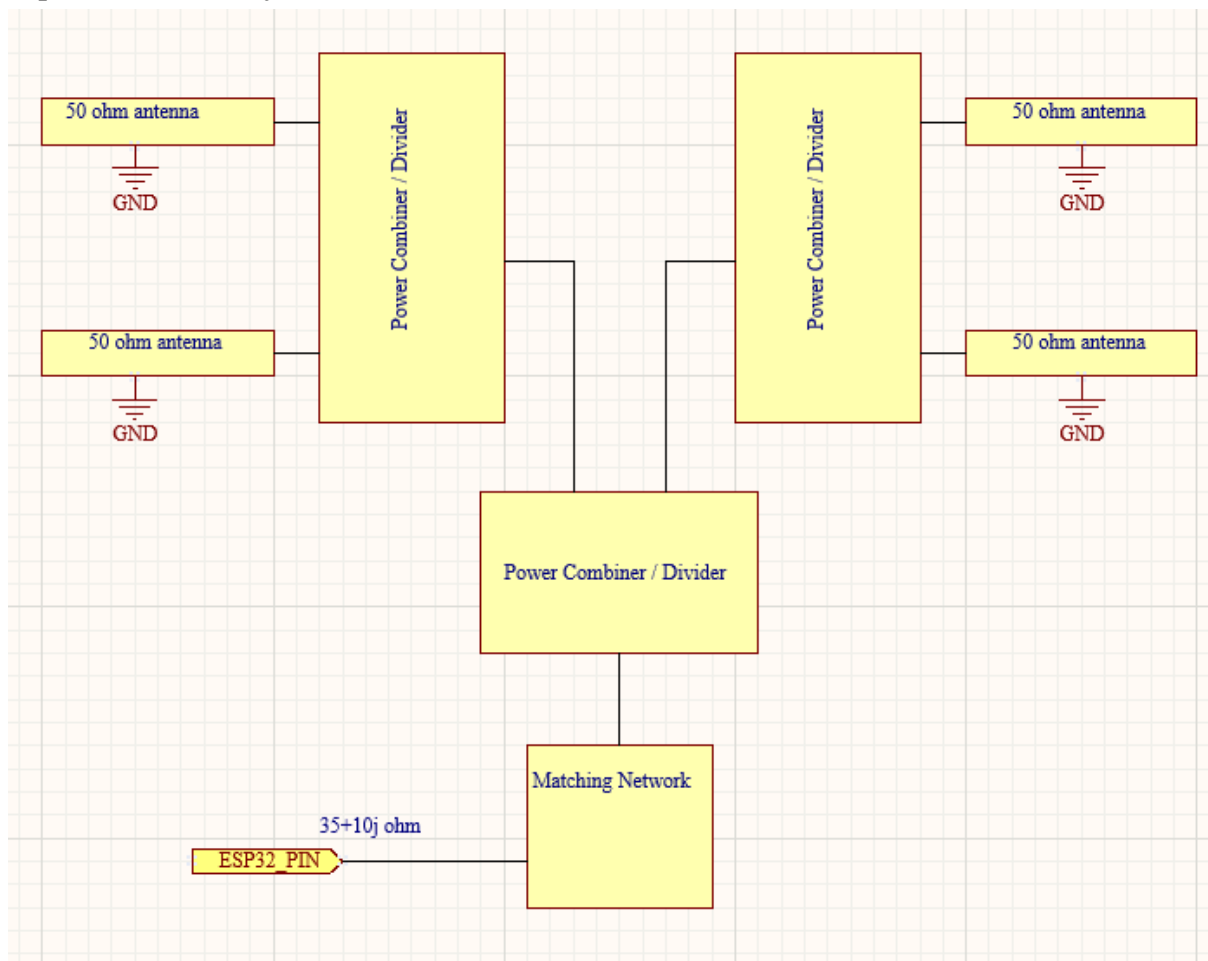 50 ohm antenna
GND
50 ohm antenna
GND
Power Combiner / Divider
Power Combiner / Divider
50 ohm antenna
GND
50 ohm antenna
GND
Power Combiner / Divider
Matching Network
35+10j ohm
ESP32_PIN